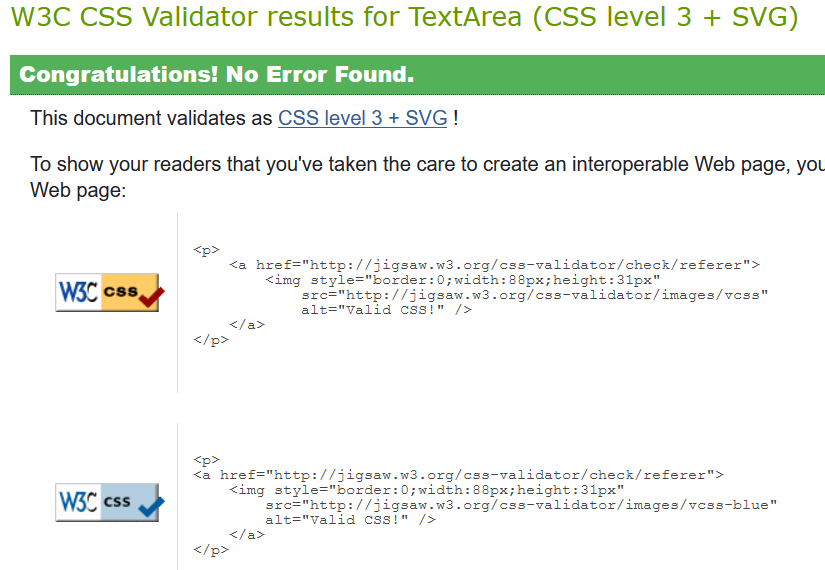 W3C CSS Validator results for TextArea (CSS level 3 + SVG)
Congratulations! No Error Found.
This document validates as CSS level 3 + SVG !
To show your readers that you've taken the care to create an interoperable Web page, you
Web page:
W3C css
<p>
<a href="http://jigsaw.w3.org/css-validator/check/referer">
<img style="border:0;width:88px;height:31px"
src="http://jigsaw.w3.org/css-validator/images/vcss"
alt="Valid CSS!" />
</a>
</p>
W3C css
<p>
<a href="http://jigsaw.w3.org/css-validator/check/referer">
<img style="border:0;width:88px;height:31px"
src="http://jigsaw.w3.org/css-validator/images/vcss-blue"
alt="Valid CSS!" />
</a>
</p>